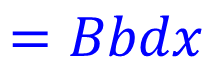 = Bbdx